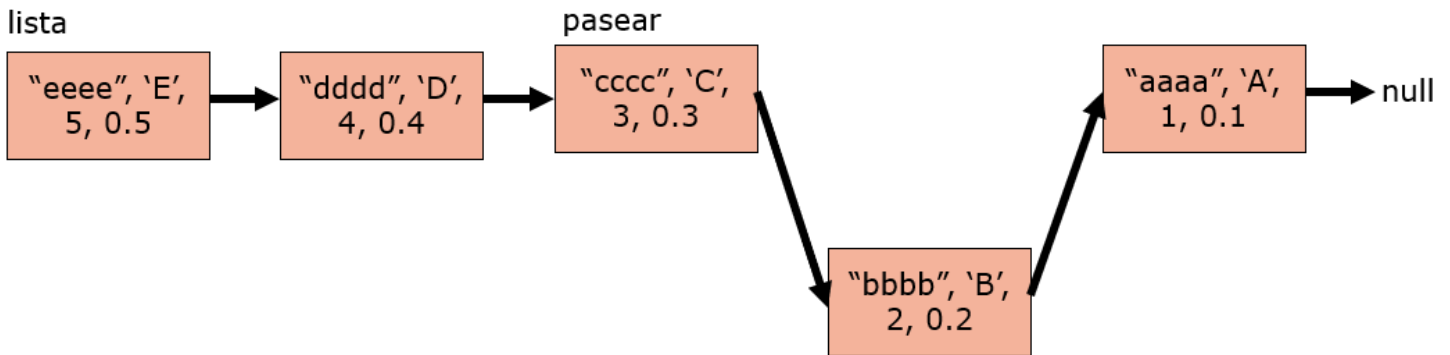 lista
pasear
“eeee”, ‘E’,
5, 0.5
“dddd”, ‘D’,
4, 0.4
“cccc”, ‘C’,
3, 0.3
“aaaa”, ‘A’,
1, 0.1
null
“bbbb”, ‘B’,
2, 0.2